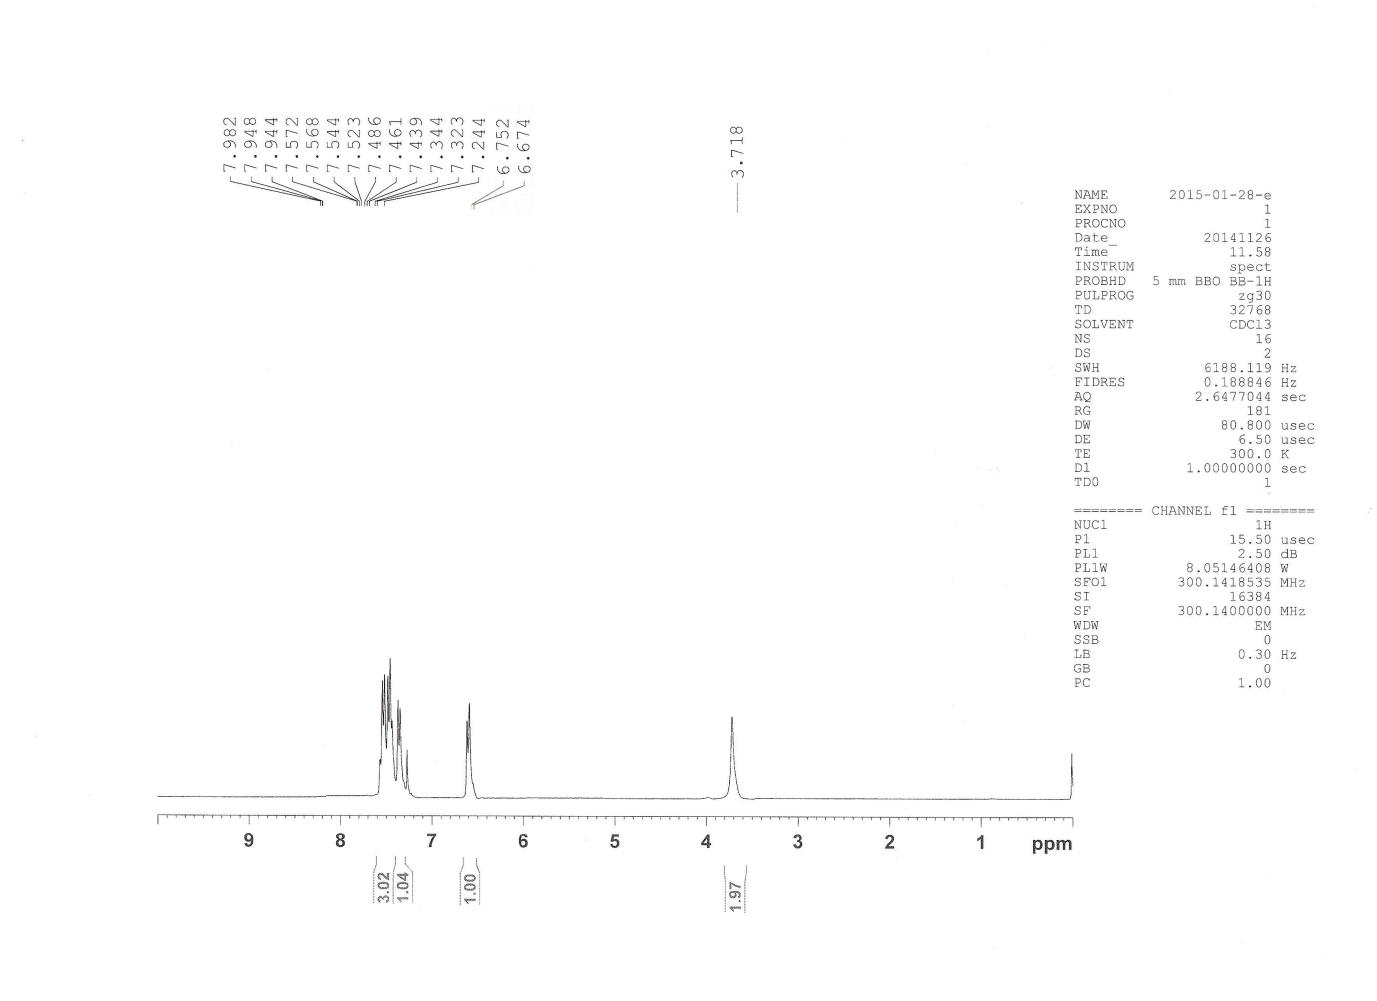 7.982
7.948
7.944
7.572
7.568
7.544
7.523
7.486
7.461
7.439
7.344
7.323
7.244
6.752
6.674
3.718
NAME 2015-01-28-e
EXPNO 1
PROCNO 1
Date_ 20141126
Time 11.58
INSTRUM spect
PROBHD 5 mm BBO BB-1H
PULPROG zg30
TD 32768
SOLVENT CDCl3
NS 16
DS 2
SWH 6188.119 Hz
FIDRES 0.188846 Hz
AQ 2.6477044 sec
RG 181
DW 80.800 usec
DE 6.50 usec
TE 300.0 K
D1 1.00000000 sec
TD0 1
======== CHANNEL f1 ========
NUC1 1H
P1 15.50 usec
PL1 2.50 dB
PL1W 8.05146408 W
SFO1 300.1418535 MHz
SI 16384
SF 300.1400000 MHz
WDW EM
SSB 0
LB 0.30 Hz
GB 0
PC 1.00
9 8 7 6 5 4 3 2 1 ppm
3.02
1.04
1.00
1.97